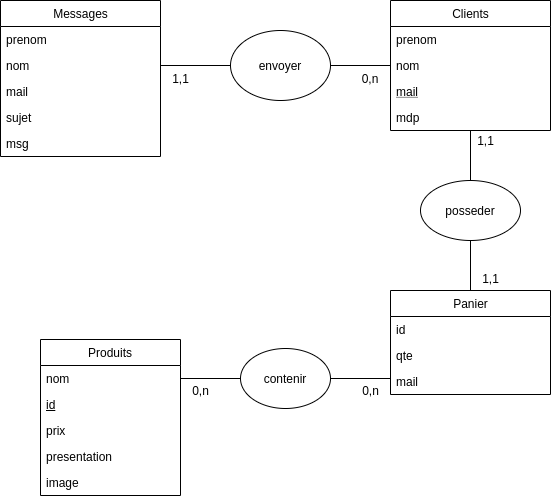 Messages
prenom
nom
mail
sujet
msg
envoyer
1,1
0,n
Clients
prenom
nom
mail
mdp
1,1
posseder
1,1
Panier
id
qte
mail
Produits
nom
id
prix
presentation
image
contenir
0,n
0,n